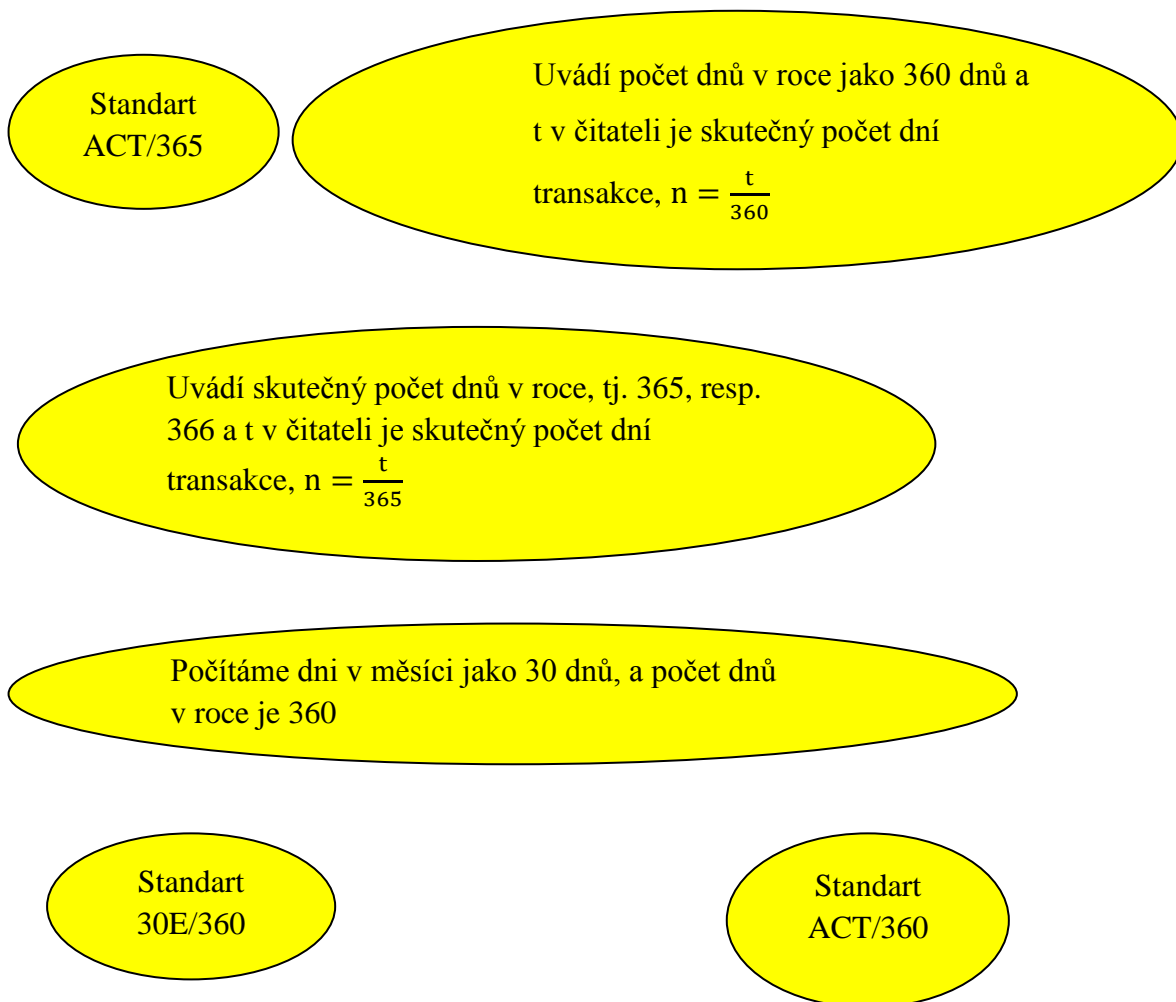 Standart
ACT/365
Uvádí počet dnů v roce jako 360 dnů a
t v čitateli je skutečný počet dní
transakce, n = t/360
Uvádí skutečný počet dnů v roce, tj. 365, resp.
366 a t v čitateli je skutečný počet dní
transakce, n = t/365
Počítáme dni v měsíci jako 30 dnů, a počet dnů
v roce je 360
Standart
30E/360
Standart
ACT/360